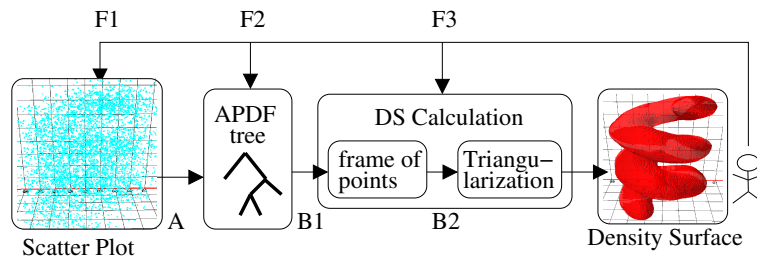 F1
F2
F3
APDF
tree
DS Calculation
frame of
points
Triangu–
larization
A
B1
B2
Scatter Plot
Density Surface